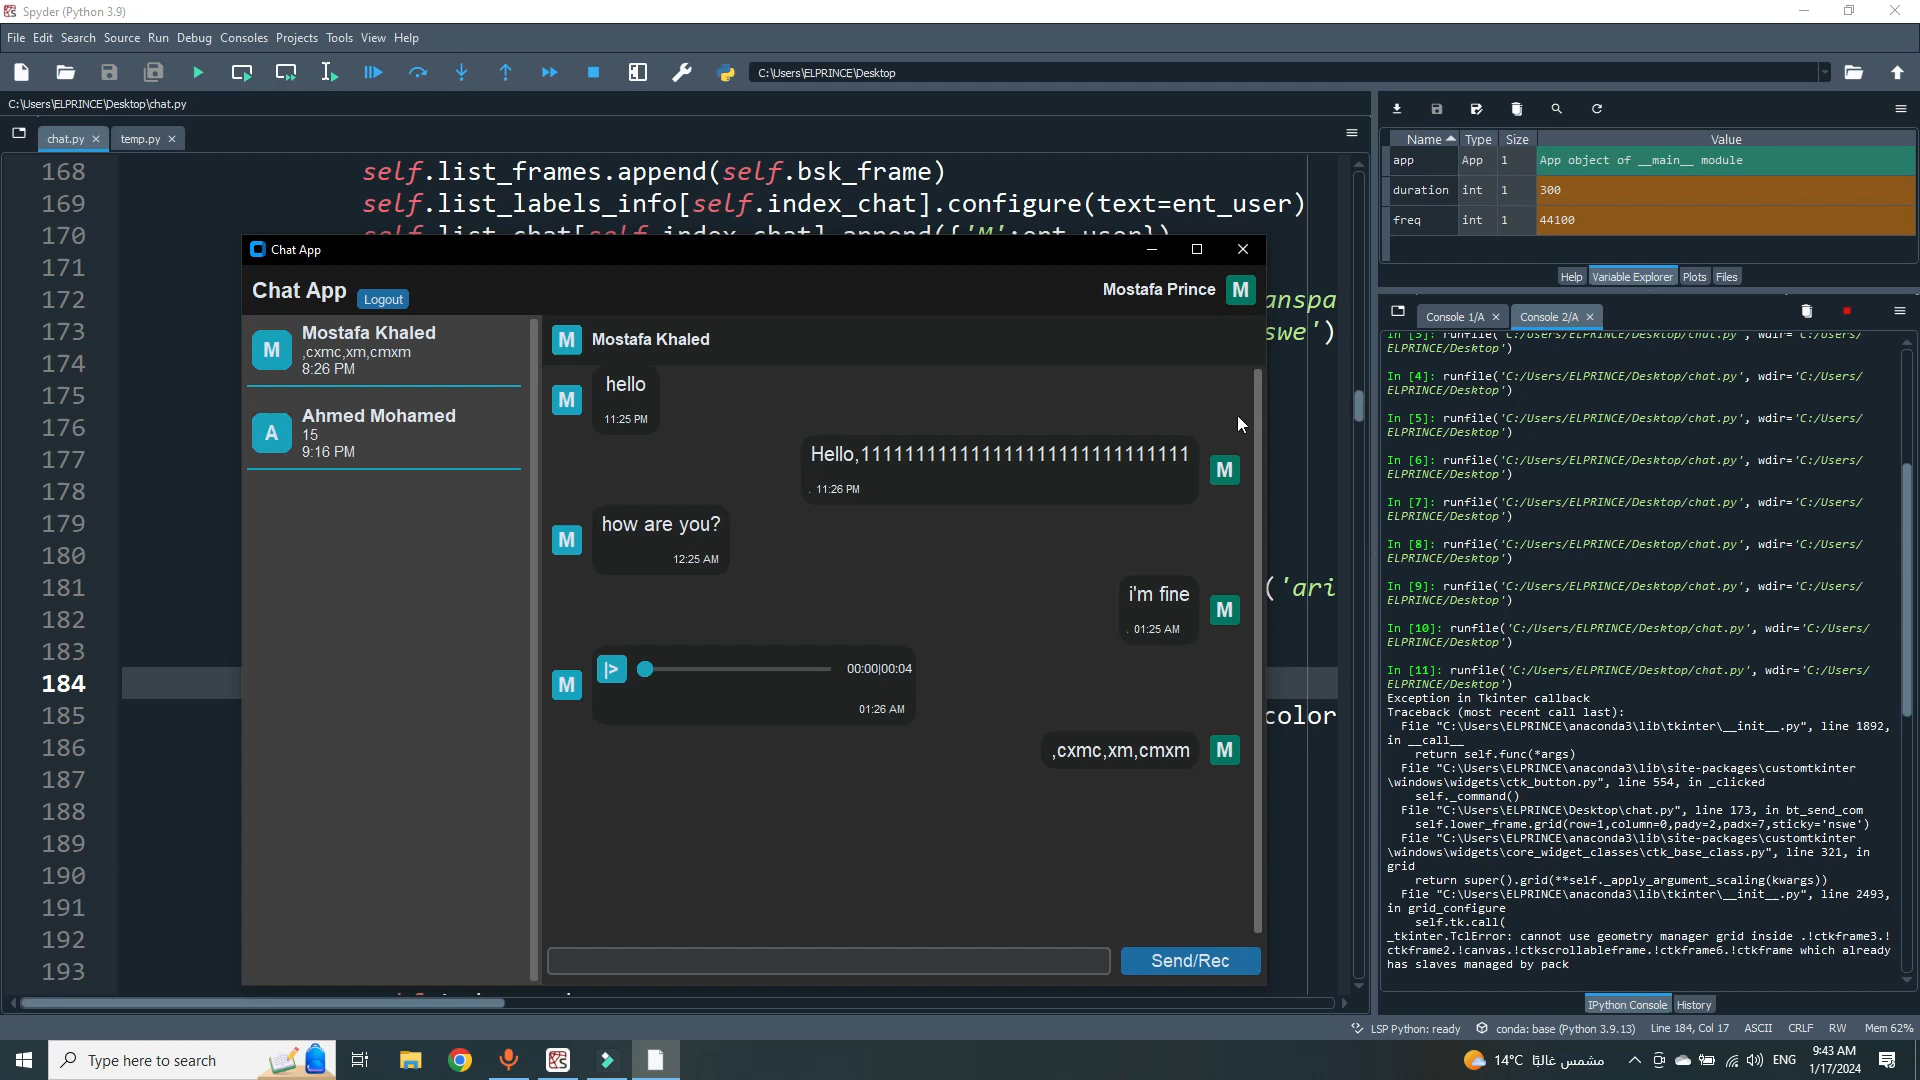 Spyder (Python 3.9)
File Edit Search Source Run Debug Consoles Projects Tools View Help
C:\Users\ELPRINCE\Desktop
C:\Users\ELPRINCE\Desktop\chat.py
chat.py
temp.py
168 self.list_frames.append(self.bsk_frame)
169 self.list_labels_info[self.index_chat].configure(text=ent_user)
170 self.list_chat[self.index_chat].append({'M':ent_user})
171
172 anspa
173 swe')
174
175
176
177
178
179
180
181 ('ari
182
183
184
185 color
186
187
188
189
190
191
192
193
Chat App
Chat App
Logout
Mostafa Prince M
M Mostafa Khaled
,cxmc,xm,cmxm
8:26 PM
A Ahmed Mohamed
15
9:16 PM
M Mostafa Khaled
M hello
11:25 PM
Hello,111111111111111111111111111111 M
. 11:26 PM
M how are you?
12:25 AM
i'm fine M
. 01:25 AM
M |> 00:00|00:04
01:26 AM
,cxmc,xm,cmxm M
Send/Rec
Name Type Size Value
app App 1 App object of __main__ module
duration int 1 300
freq int 1 44100
Help Variable Explorer Plots Files
Console 1/A
Console 2/A
In [3]: runfile('C:/Users/ELPRINCE/Desktop/chat.py', wdir='C:/Users/
ELPRINCE/Desktop')
In [4]: runfile('C:/Users/ELPRINCE/Desktop/chat.py', wdir='C:/Users/
ELPRINCE/Desktop')
In [5]: runfile('C:/Users/ELPRINCE/Desktop/chat.py', wdir='C:/Users/
ELPRINCE/Desktop')
In [6]: runfile('C:/Users/ELPRINCE/Desktop/chat.py', wdir='C:/Users/
ELPRINCE/Desktop')
In [7]: runfile('C:/Users/ELPRINCE/Desktop/chat.py', wdir='C:/Users/
ELPRINCE/Desktop')
In [8]: runfile('C:/Users/ELPRINCE/Desktop/chat.py', wdir='C:/Users/
ELPRINCE/Desktop')
In [9]: runfile('C:/Users/ELPRINCE/Desktop/chat.py', wdir='C:/Users/
ELPRINCE/Desktop')
In [10]: runfile('C:/Users/ELPRINCE/Desktop/chat.py', wdir='C:/Users/
ELPRINCE/Desktop')
In [11]: runfile('C:/Users/ELPRINCE/Desktop/chat.py', wdir='C:/Users/
ELPRINCE/Desktop')
Exception in Tkinter callback
Traceback (most recent call last):
File "C:\Users\ELPRINCE\anaconda3\lib\tkinter\__init__.py", line 1892,
in __call__
return self.func(*args)
File "C:\Users\ELPRINCE\anaconda3\lib\site-packages\customtkinter
\windows\widgets\ctk_button.py", line 554, in _clicked
self._command()
File "C:\Users\ELPRINCE\Desktop\chat.py", line 173, in bt_send_com
self.lower_frame.grid(row=1,column=0,pady=2,padx=7,sticky='nswe')
File "C:\Users\ELPRINCE\anaconda3\lib\site-packages\customtkinter
\windows\widgets\core_widget_classes\ctk_base_class.py", line 321, in
grid
return super().grid(**self._apply_argument_scaling(kwargs))
File "C:\Users\ELPRINCE\anaconda3\lib\tkinter\__init__.py", line 2493,
in grid_configure
self.tk.call(
_tkinter.TclError: cannot use geometry manager grid inside .!ctkframe3.!
ctkframe2.!canvas.!ctkscrollableframe.!ctkframe6.!ctkframe which already
has slaves managed by pack
IPython Console History
LSP Python: ready conda: base (Python 3.9.13) Line 184, Col 17 ASCII CRLF RW Mem 62%
Type here to search
14°C مشمس غالبًا
ENG
9:43 AM
1/17/2024